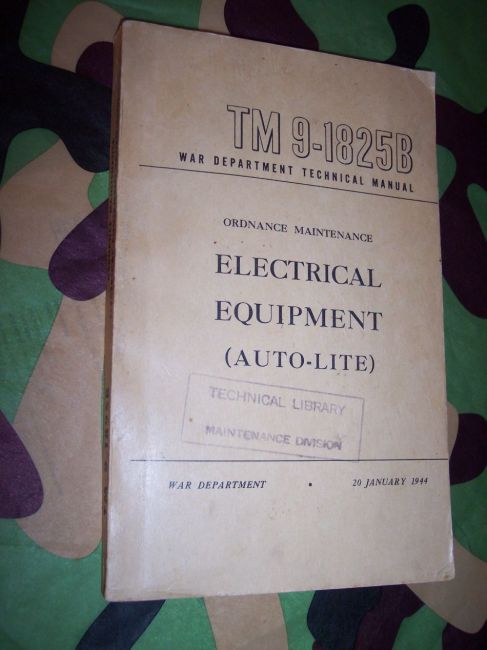 TM 9-1825B
WAR DEPARTMENT TECHNICAL MANUAL
ORDNANCE MAINTENANCE
ELECTRICAL
EQUIPMENT
(AUTO-LITE)
TECHNICAL LIBRARY
MAINTENANCE DIVISION
WAR DEPARTMENT • 20 JANUARY 1944